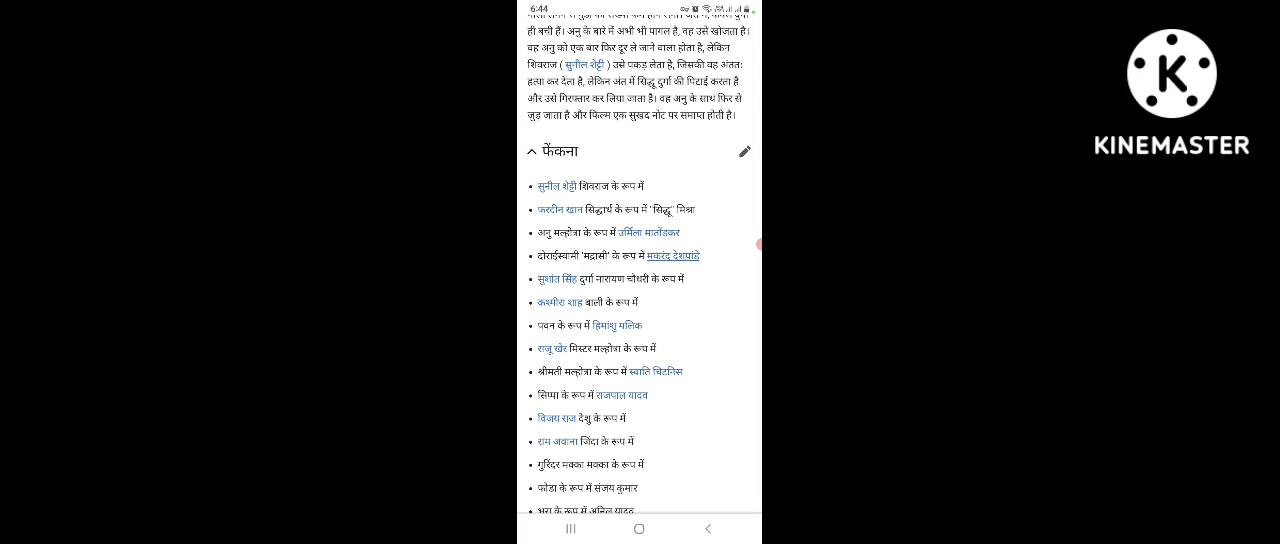 6:44
ही बची हैं। अनु के बारे में अभी भी पागल है, वह उसे खोजता है।
वह अनु को एक बार फिर दूर ले जाने वाला होता है, लेकिन
शिवराज ( सुनील शेट्टी ) उसे पकड़ लेता है, जिसकी वह अंततः
हत्या कर देता है, लेकिन अंत में सिद्धू दुर्गा की पिटाई करता है
और उसे गिरफ्तार कर लिया जाता है। वह अनु के साथ फिर से
जुड़ जाता है और फिल्म एक सुखद नोट पर समाप्त होती है।
फेंकना
• सुनील शेट्टी शिवराज के रूप में
• फरदीन खान सिद्धार्थ के रूप में "सिद्धू" मिश्रा
• अनु मल्होत्रा के रूप में उर्मिला मातोंडकर
• दोराईस्वामी 'मद्रासी' के रूप में मकरंद देशपांडे
• सुशांत सिंह दुर्गा नारायण चौधरी के रूप में
• कश्मीरा शाह बाली के रूप में
• पवन के रूप में हिमांशु मलिक
• राजू खेर मिस्टर मल्होत्रा के रूप में
• श्रीमती मल्होत्रा के रूप में स्वाति चिटनिस
• सिप्पा के रूप में राजपाल यादव
• विजय राज देशु के रूप में
• राम अवाना जिंदा के रूप में
• गुरिंदर मक्का मक्का के रूप में
• फोडा के रूप में संजय कुमार
• भूरा के रूप में अनिल यादव
K
KINEMASTER